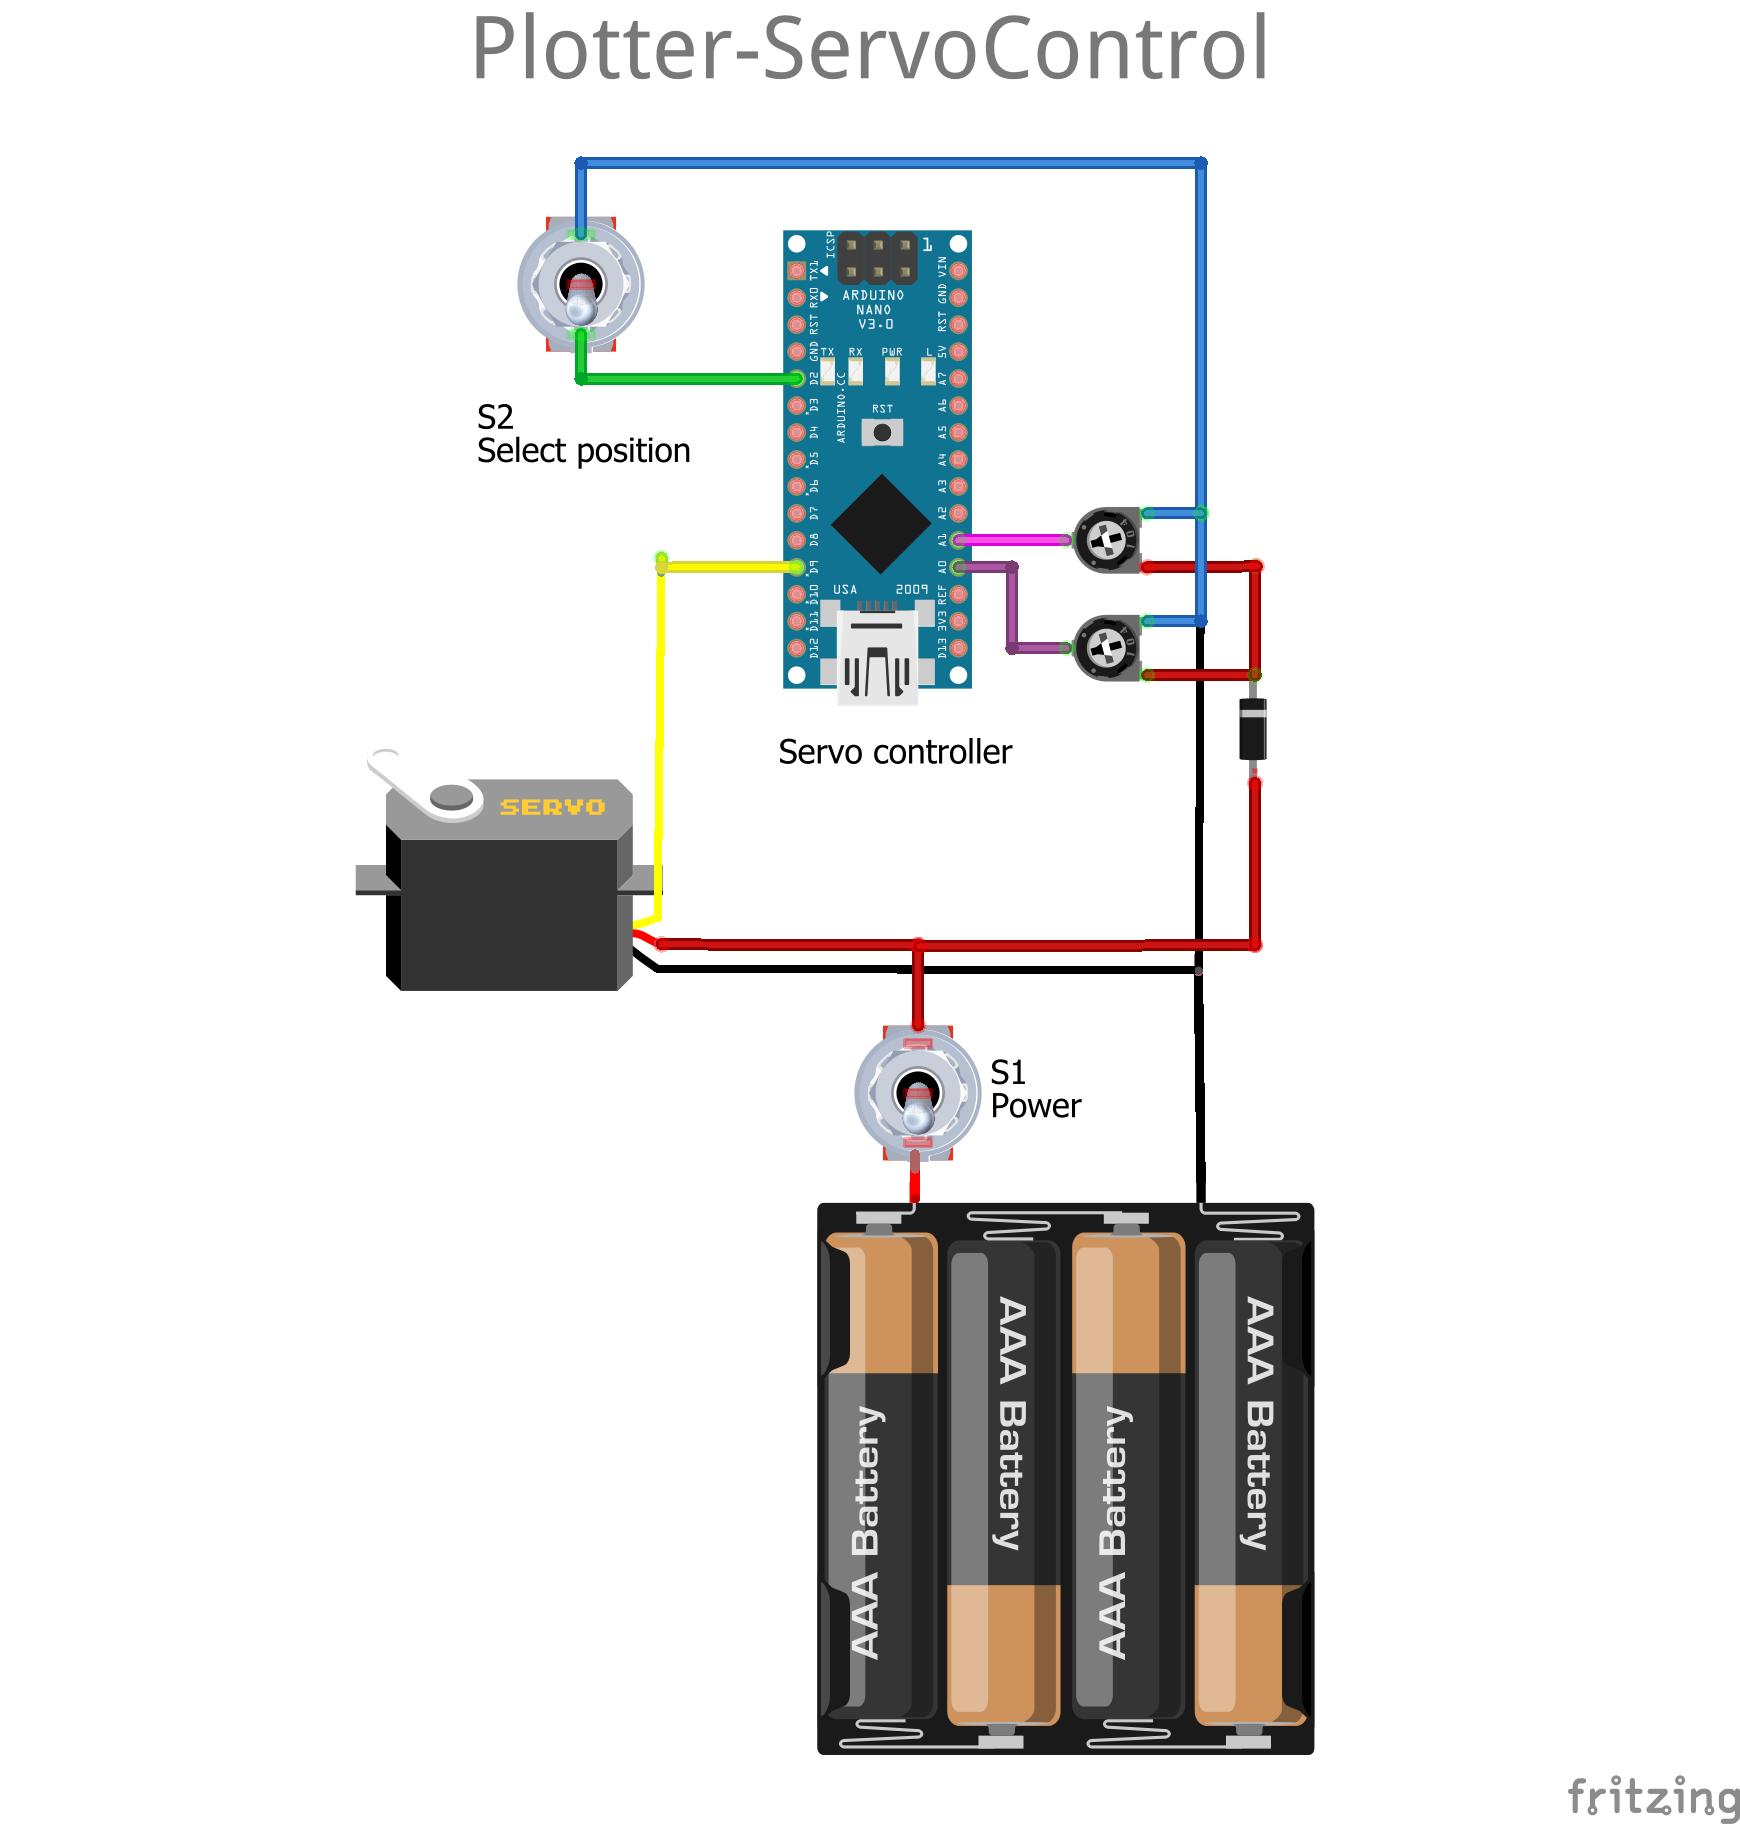 Plotter-ServoControl
ICSP
1
ARDUINO
NANO
V3.0
TX1
RX0
RST
GND
D2
D3
D4
D5
D6
D7
D8
D9
D10
D11
D12
VIN
GND
RST
5V
A7
A6
A5
A4
A3
A2
A1
A0
REF
3V3
D13
TX RX PWR L
ARDUINO.CC
RST
USA 2009
S2
Select position
Servo controller
SERVO
S1
Power
AAA Battery
AAA Battery
AAA Battery
AAA Battery
fritzing